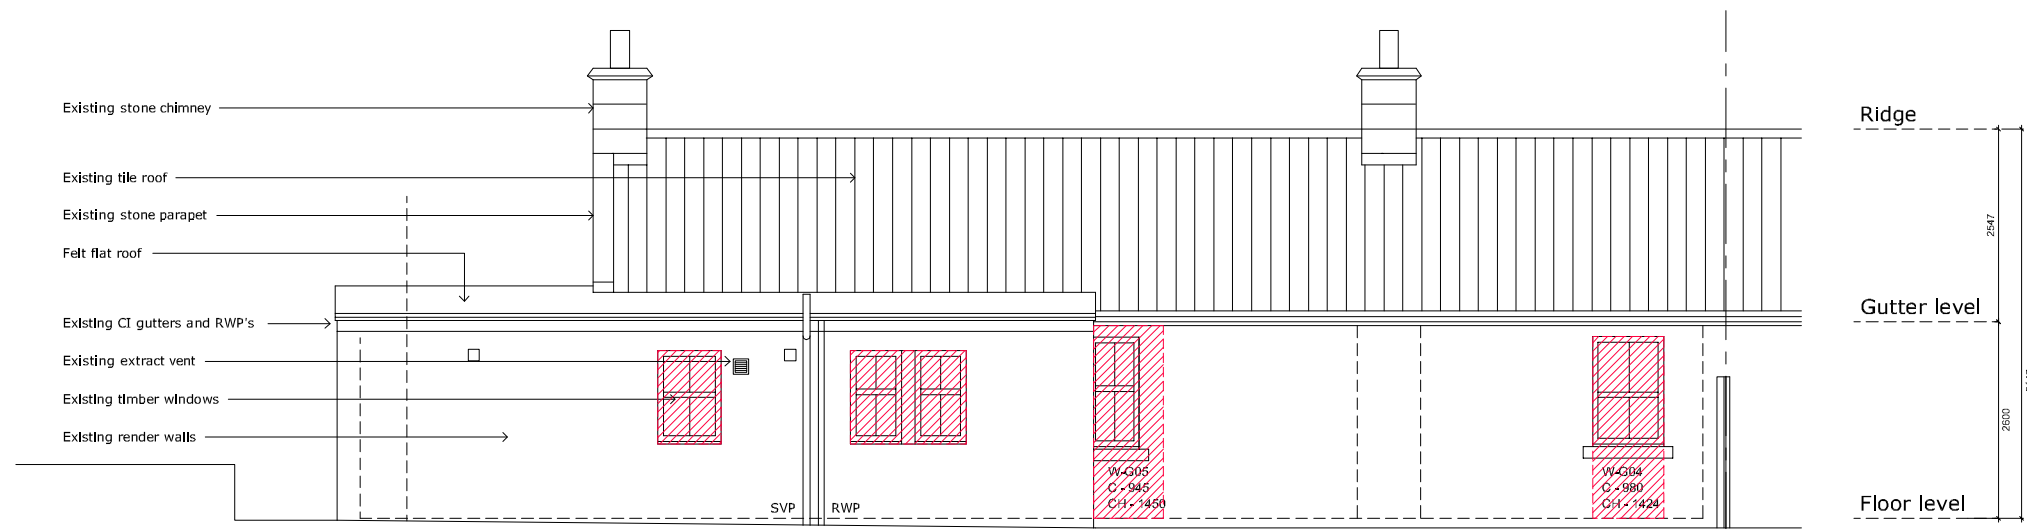 Existing stone chimney
Existing tile roof
Existing stone parapet
Felt flat roof
Existing CI gutters and RWP's
Existing extract vent
Existing timber windows
Existing render walls
SVP
RWP
W-G05
C - 945
CH - 1450
W-G04
C - 980
CH - 1424
Ridge
Gutter level
Floor level
2547
2600